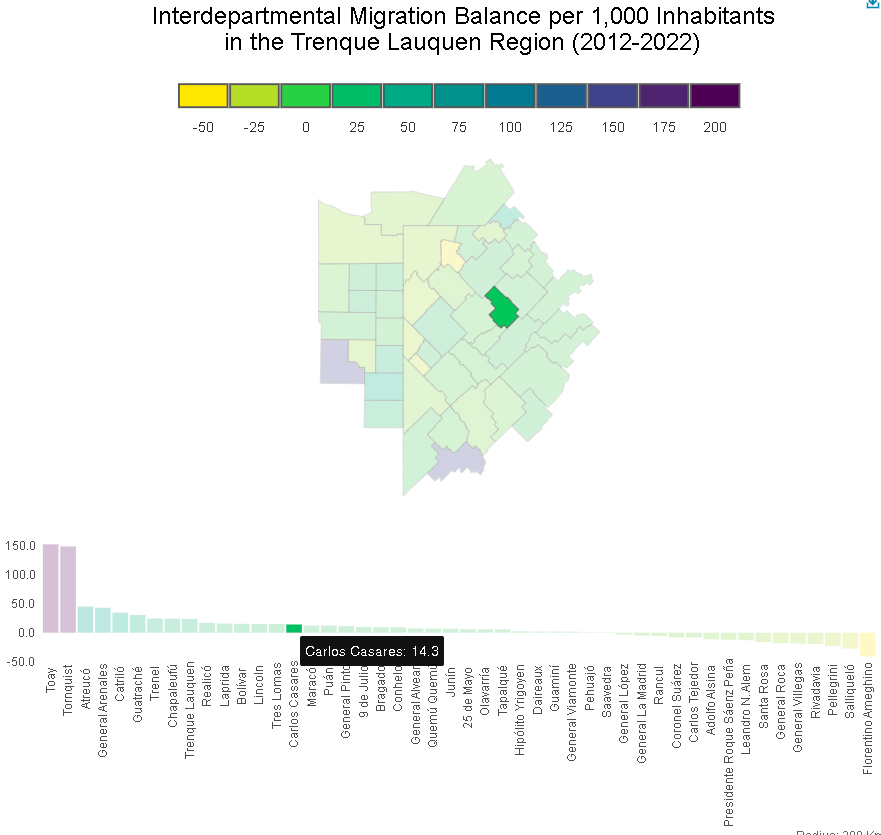 Interdepartmental Migration Balance per 1,000 Inhabitants
in the Trenque Lauquen Region (2012-2022)
-50 -25 0 25 50 75 100 125 150 175 200
150.0
100.0
50.0
0.0
-50.0
Carlos Casares: 14.3
Toay
Tornquist
Atreucó
General Arenales
Catriló
Guatraché
Trenel
Chapaleufú
Trenque Lauquen
Realicó
Laprida
Bolívar
Lincoln
Tres Lomas
Carlos Casares
Maracó
Puán
General Pinto
9 de Julio
Bragado
Conhelo
General Alvear
Quemú Quemú
Junín
25 de Mayo
Olavarría
Tapalqué
Hipólito Yrigoyen
Daireaux
Guaminí
General Viamonte
Pehuajó
Saavedra
General López
General La Madrid
Rancul
Coronel Suárez
Carlos Tejedor
Adolfo Alsina
Presidente Roque Sáenz Peña
Leandro N. Alem
Santa Rosa
General Roca
General Villegas
Rivadavia
Pellegrini
Salliqueló
Florentino Ameghino